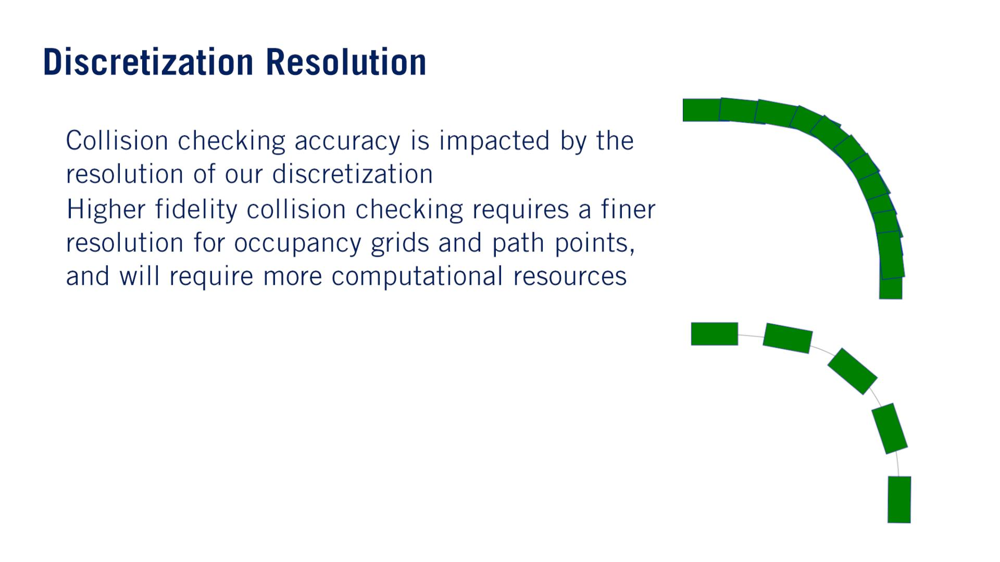 Discretization Resolution
Collision checking accuracy is impacted by the
resolution of our discretization
Higher fidelity collision checking requires a finer
resolution for occupancy grids and path points,
and will require more computational resources